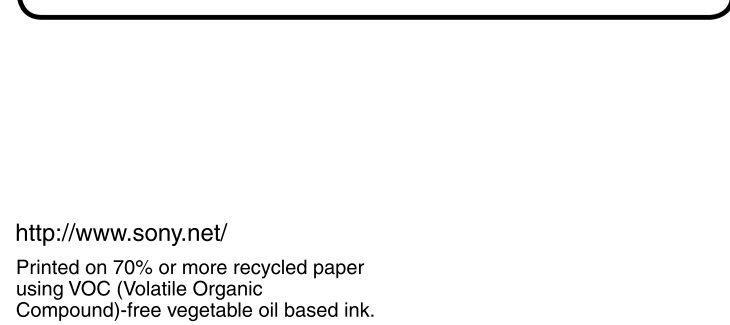 http://www.sony.net/
Printed on 70% or more recycled paper
using VOC (Volatile Organic
Compound)-free vegetable oil based ink.